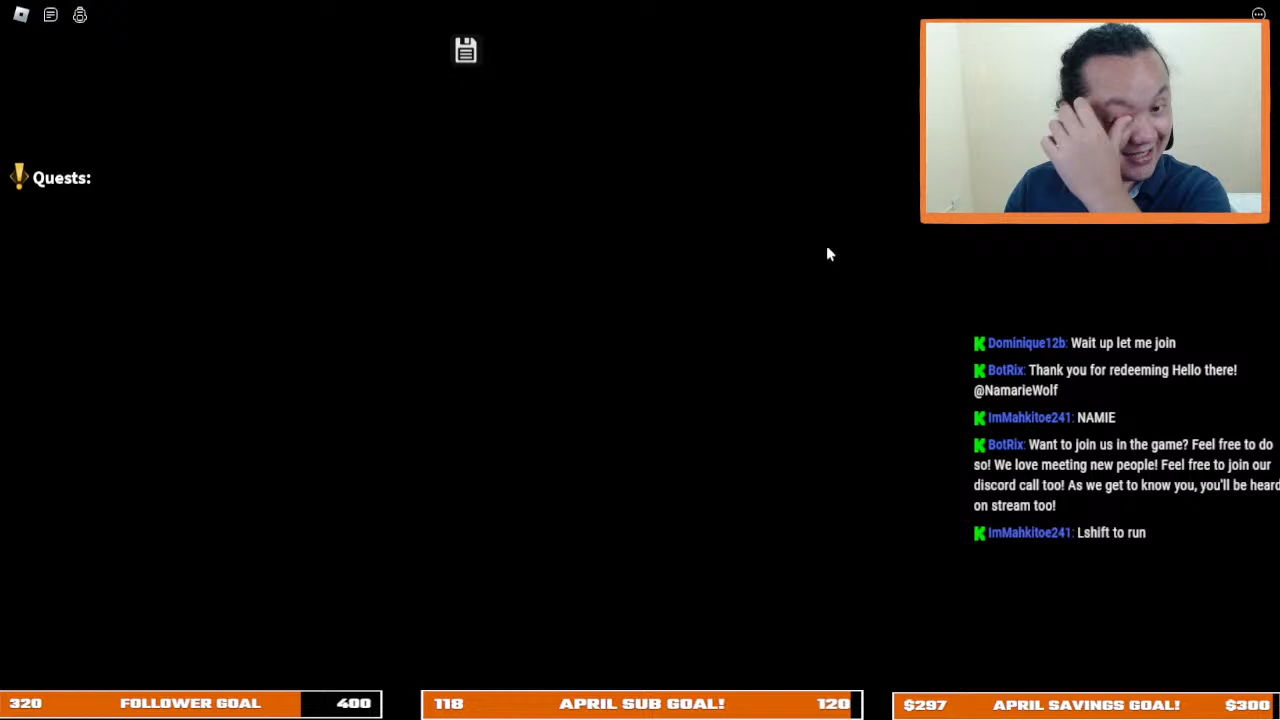 Quests:
Dominique12b: Wait up let me join
BotRix: Thank you for redeeming Hello there!
@NamarieWolf
ImMahkitoe241: NAMIE
BotRix: Want to join us in the game? Feel free to do
so! We love meeting new people! Feel free to join our
discord call too! As we get to know you, you'll be heard
on stream too!
ImMahkitoe241: Lshift to run
320 FOLLOWER GOAL 400
118 APRIL SUB GOAL! 120
$297 APRIL SAVINGS GOAL! $300